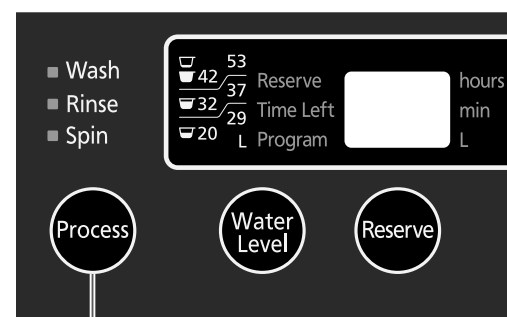 Wash
Rinse
Spin
53
42
37
32
29
20
L
Reserve
Time Left
Program
hours
min
L
Process
Water
Level
Reserve